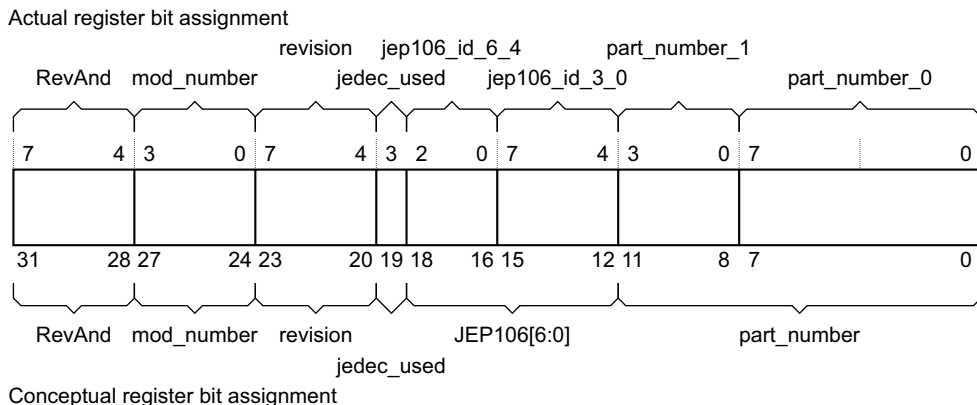 Actual register bit assignment
revision jep106_id_6_4 part_number_1
RevAnd mod_number jedec_used jep106_id_3_0 part_number_0
7 4 3 0 7 4 3 2 0 7 4 3 0 7 0
31 28 27 24 23 20 19 18 16 15 12 11 8 7 0
RevAnd mod_number revision JEP106[6:0] part_number
jedec_used
Conceptual register bit assignment